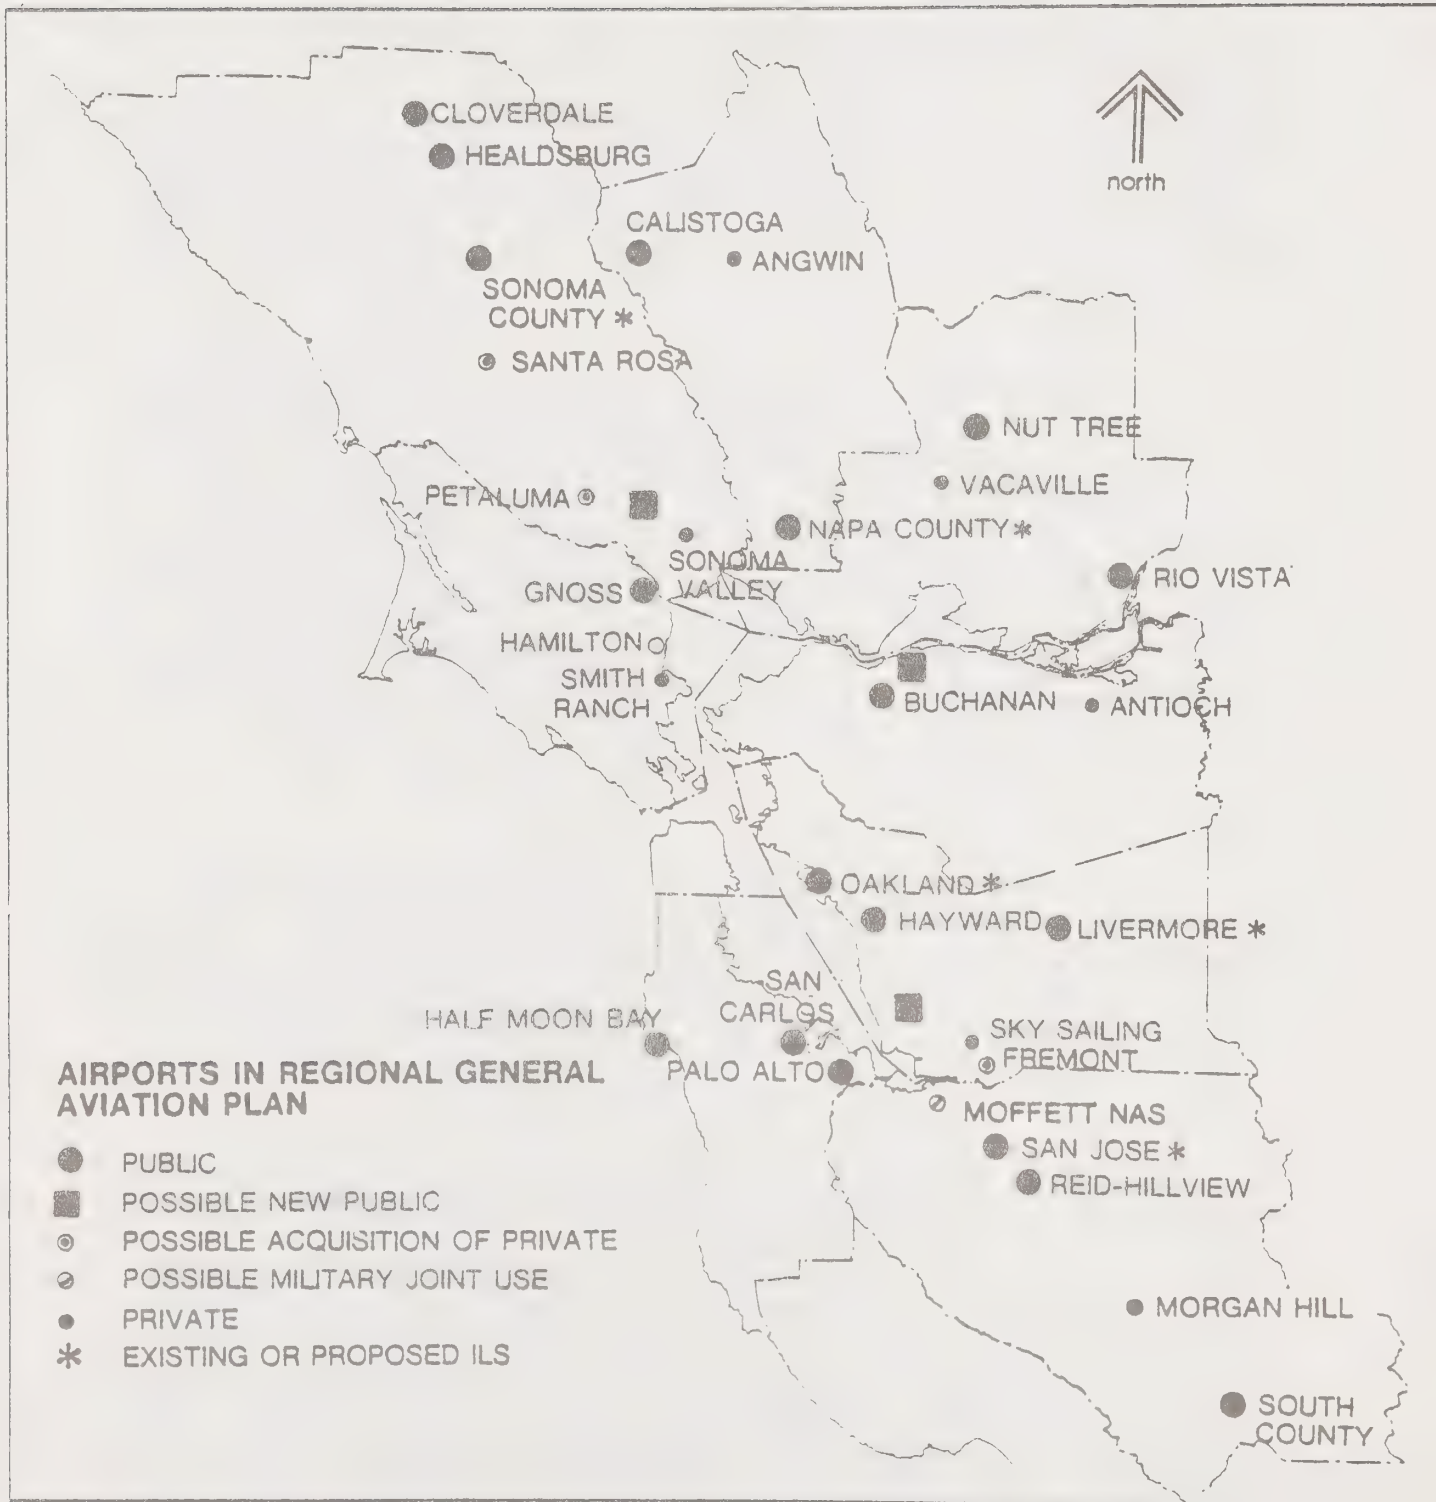 CLOVERDALE
north
HEALDSBURG
CALISTOGA
ANGWIN
SONOMA
COUNTY *
SANTA ROSA
NUT TREE
VACAVILLE
PETALUMA
NAPA COUNTY *
SONOMA
VALLEY
GNOSS
RIO VISTA
HAMILTON
SMITH
RANCH
BUCHANAN
ANTIOCH
OAKLAND *
HAYWARD
LIVERMORE *
SAN
CARLOS
HALF MOON BAY
SKY SAILING
FREMONT
PALO ALTO
MOFFETT NAS
SAN JOSE *
REID-HILLVIEW
MORGAN HILL
SOUTH
COUNTY
AIRPORTS IN REGIONAL GENERAL
AVIATION PLAN
PUBLIC
POSSIBLE NEW PUBLIC
POSSIBLE ACQUISITION OF PRIVATE
POSSIBLE MILITARY JOINT USE
PRIVATE
* EXISTING OR PROPOSED ILS